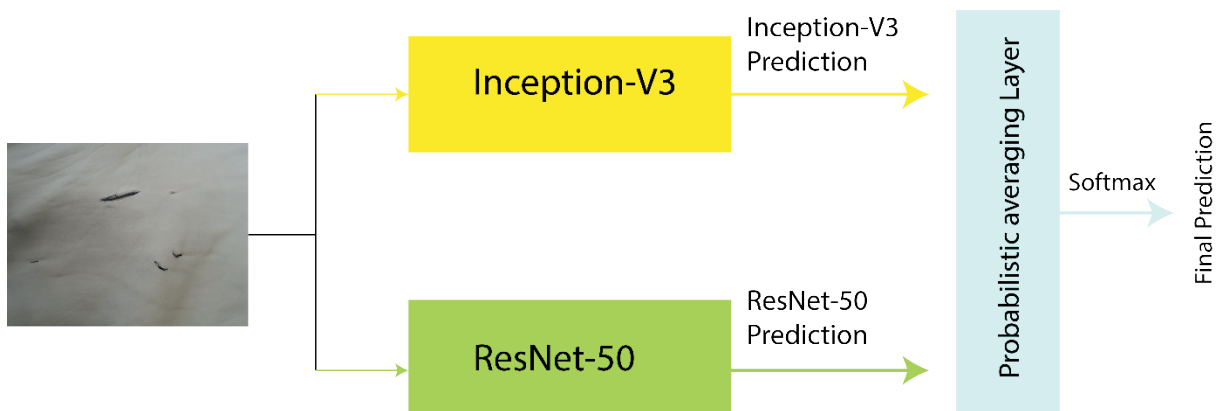 Inception-V3
Inception-V3
Prediction
ResNet-50
ResNet-50
Prediction
Probabilistic averaging Layer
Softmax
Final Prediction